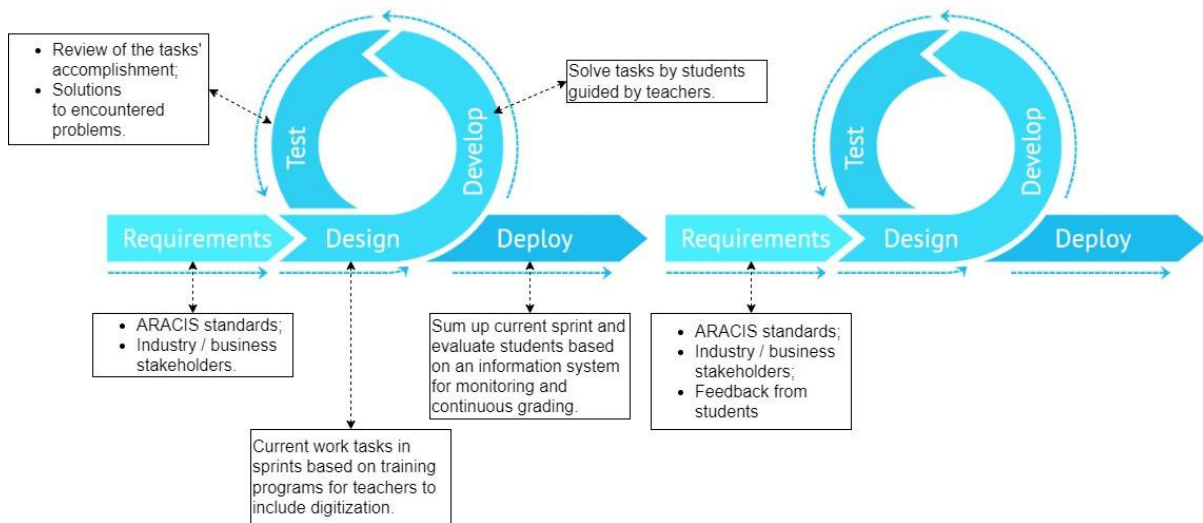 • Review of the tasks'
accomplishment;
• Solutions
to encountered
problems.
Solve tasks by students
guided by teachers.
Test
Develop
Requirements
Design
Deploy
Test
Develop
Requirements
Design
Deploy
• ARACIS standards;
• Industry / business
stakeholders.
Sum up current sprint and
evaluate students based
on an information system
for monitoring and
continuous grading.
• ARACIS standards;
• Industry / business
stakeholders;
• Feedback from
students
Current work tasks in
sprints based on training
programs for teachers to
include digitization.